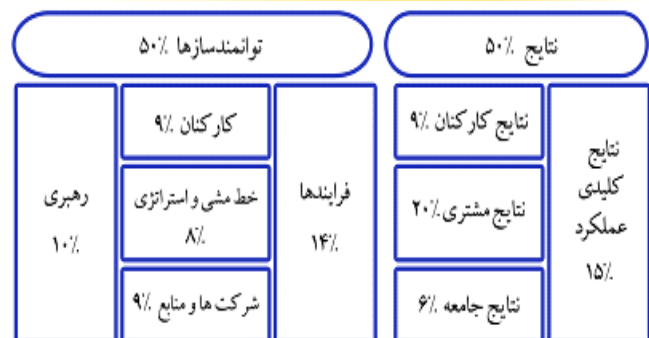 نتایج ٪۵۰
توانمندسازها ٪۵۰
نتایج
کلیدی
عملکرد
٪۱۵
نتایج کارکنان ٪۹
نتایج مشتری ٪۲۰
نتایج جامعه ٪۶
فرایندها
٪۱۴
کارکنان ٪۹
خط مشی و استراتژی
٪۸
شرکت ها و منابع ٪۹
رهبری
٪۱۰